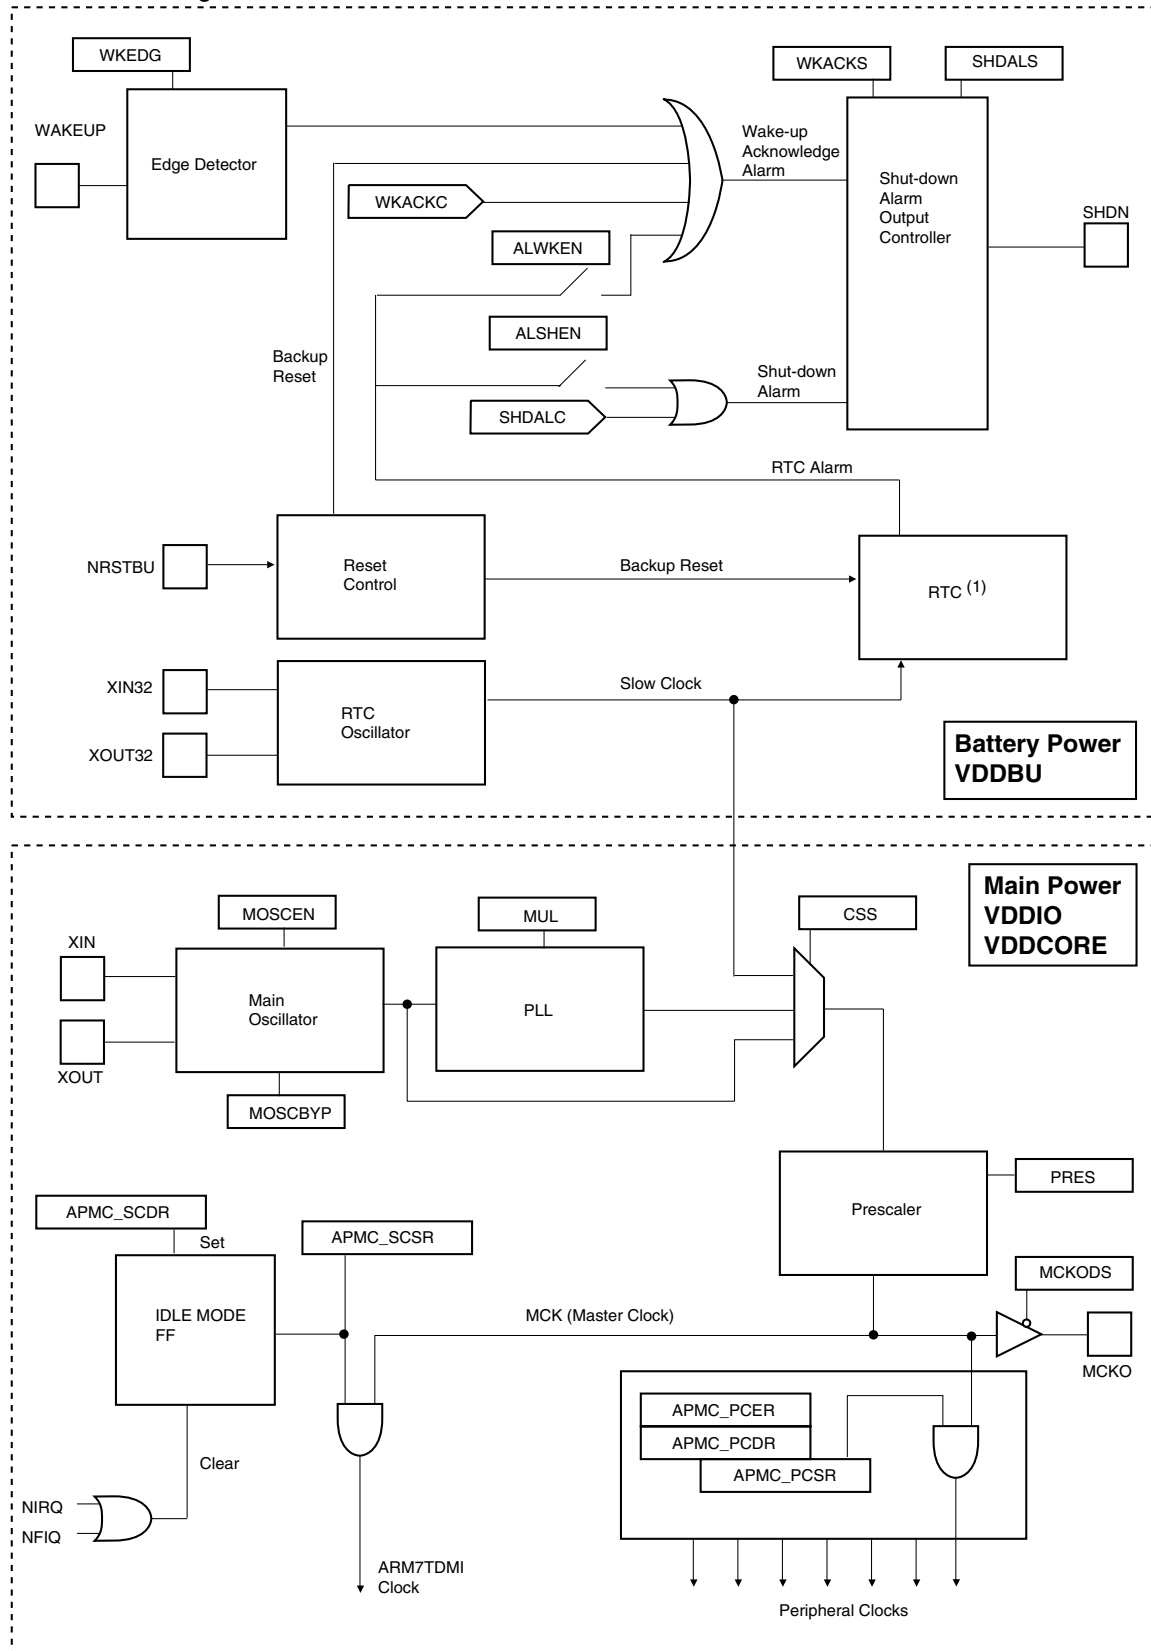 WKEDG
WKACKS
SHDALS
WAKEUP
Edge Detector
Wake-up
Acknowledge
Alarm
Shut-down
Alarm
Output
Controller
WKACKC
SHDN
ALWKEN
ALSHEN
Backup
Reset
Shut-down
Alarm
SHDALC
RTC Alarm
NRSTBU
Reset
Control
Backup Reset
RTC (1)
XIN32
Slow Clock
RTC
Oscillator
XOUT32
Battery Power
VDDBU
Main Power
VDDIO
VDDCORE
MOSCEN
MUL
CSS
XIN
Main
Oscillator
PLL
XOUT
MOSCBYP
PRES
Prescaler
APMC_SCDR
Set
APMC_SCSR
MCKODS
IDLE MODE
FF
MCK (Master Clock)
MCKO
APMC_PCER
APMC_PCDR
APMC_PCSR
Clear
NIRQ
NFIQ
ARM7TDMI
Clock
Peripheral Clocks